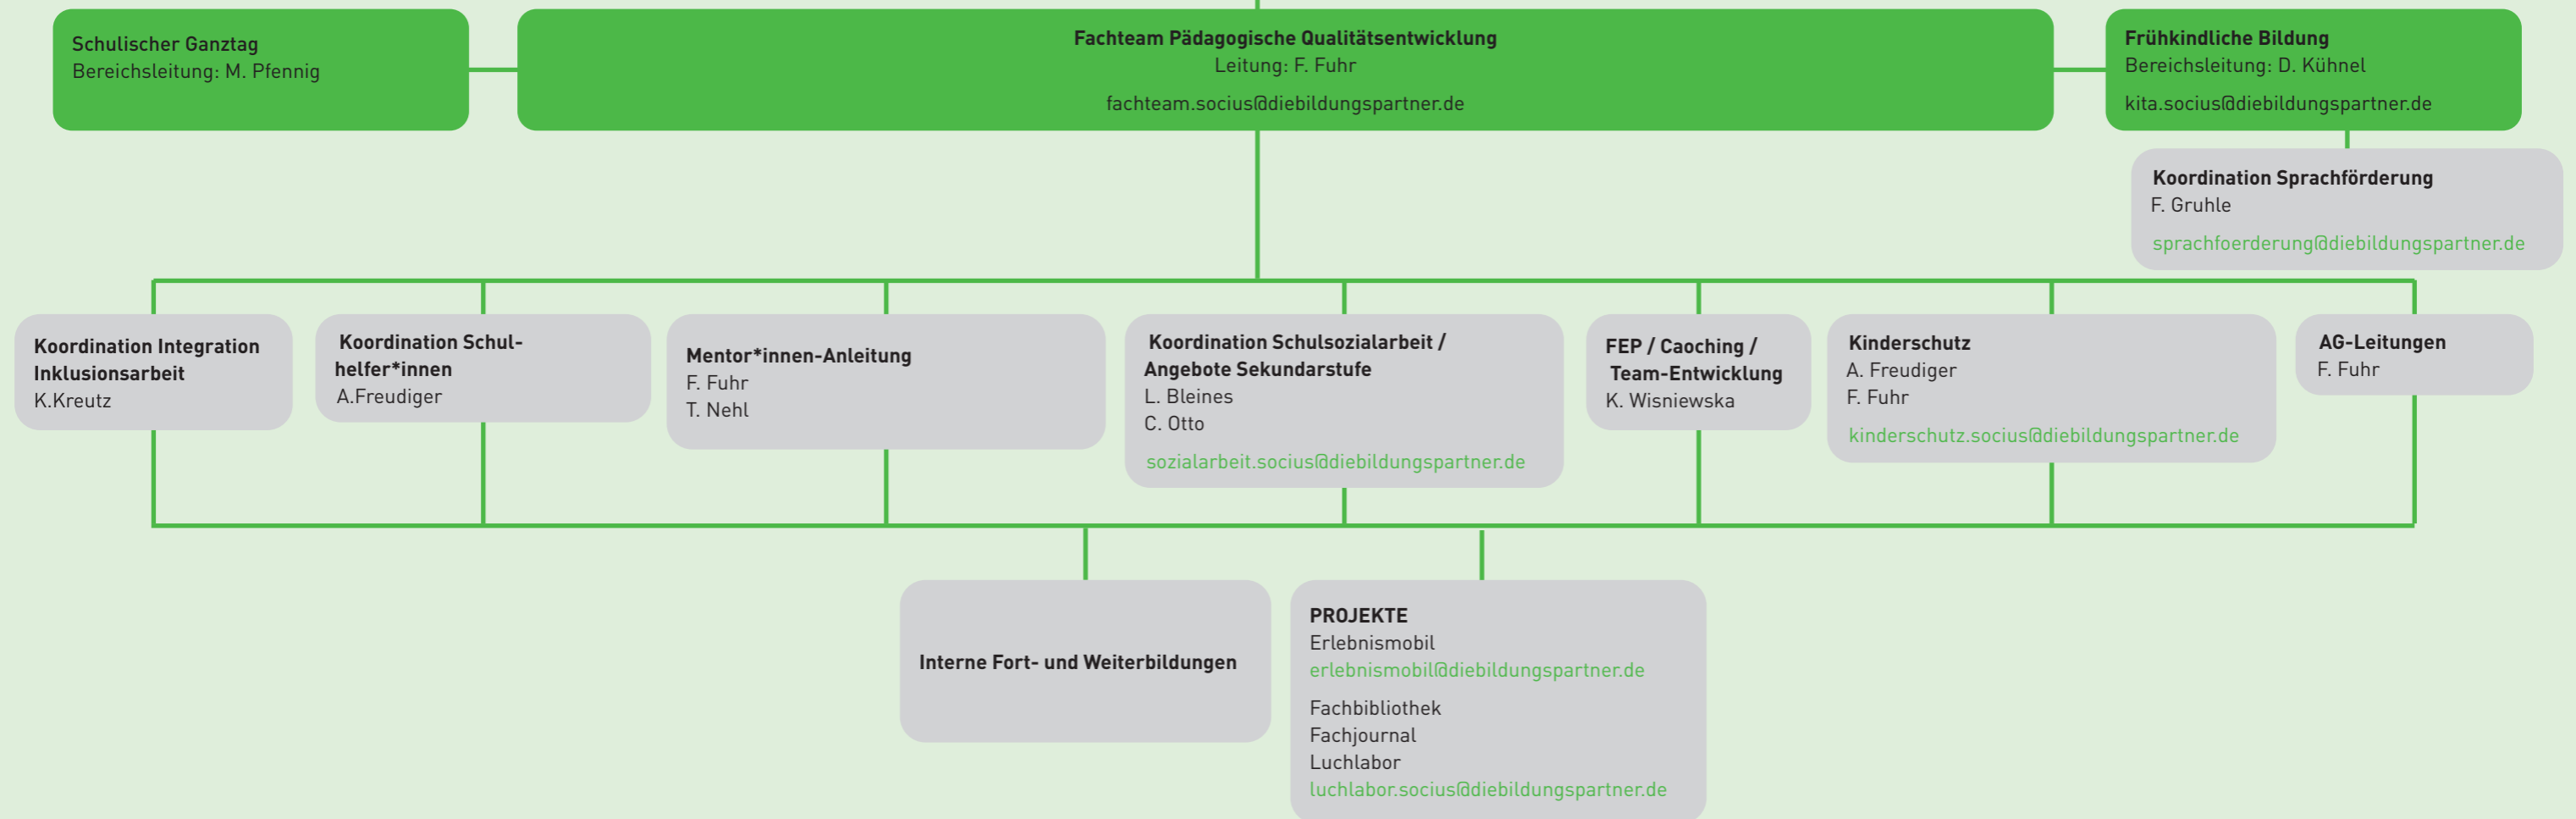 Schulischer Ganztag
Bereichsleitung: M. Pfennig
Fachteam Pädagogische Qualitätsentwicklung
Leitung: F. Fuhr
fachteam.socius@diebildungspartner.de
Frühkindliche Bildung
Bereichsleitung: D. Kühnel
kita.socius@diebildungspartner.de
Koordination Sprachförderung
F. Gruhle
sprachfoerderung@diebildungspartner.de
Koordination Integration
Inklusionsarbeit
K.Kreutz
Koordination Schul-
helfer*innen
A.Freudiger
Mentor*innen-Anleitung
F. Fuhr
T. Nehl
Koordination Schulsozialarbeit /
Angebote Sekundarstufe
L. Bleines
C. Otto
sozialarbeit.socius@diebildungspartner.de
FEP / Caoching /
Team-Entwicklung
K. Wisniewska
Kinderschutz
A. Freudiger
F. Fuhr
kinderschutz.socius@diebildungspartner.de
AG-Leitungen
F. Fuhr
Interne Fort- und Weiterbildungen
PROJEKTE
Erlebnismobil
erlebnismobil@diebildungspartner.de
Fachbibliothek
Fachjournal
Luchlabor
luchlabor.socius@diebildungspartner.de